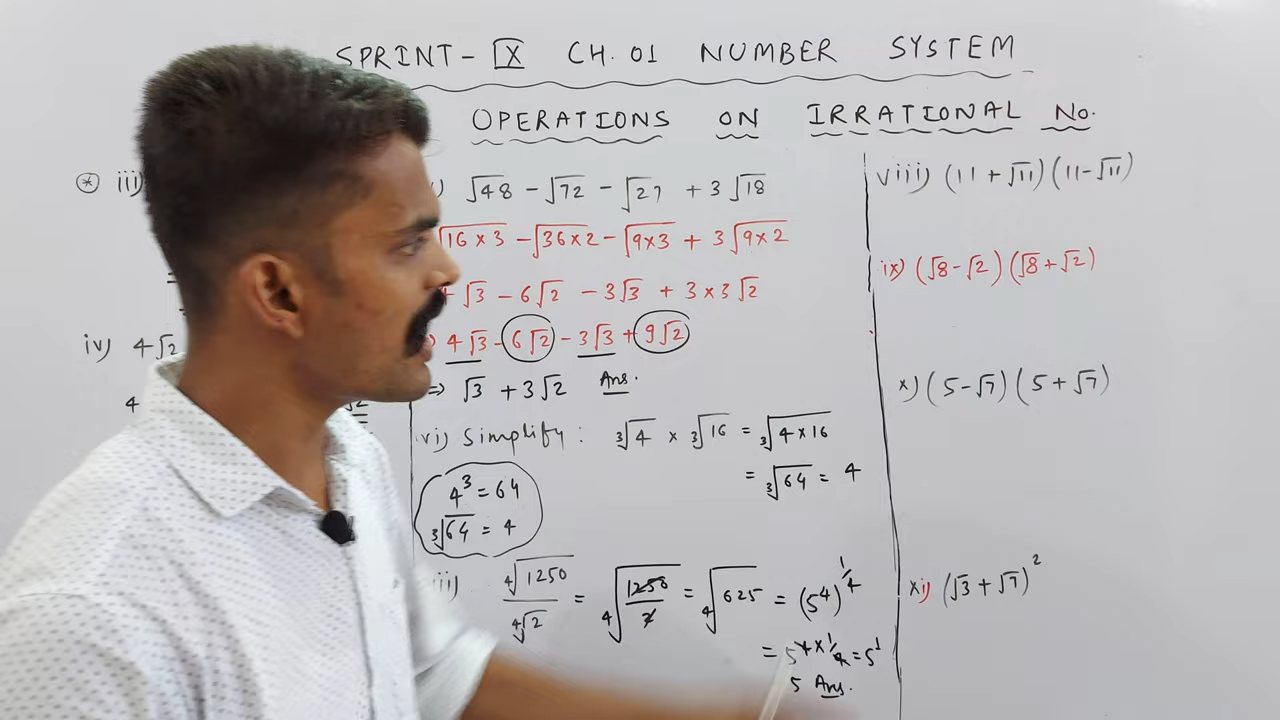 SPRINT-IX CH.01 NUMBER SYSTEM
OPERATIONS ON IRRATIONAL No.
* iii)
iv) 4√2
4
√2
) √48 - √72 - √27 + 3√18
√16×3 - √36×2 - √9×3 + 3√9×2
√3 - 6√2 - 3√3 + 3×3√2
4√3 - 6√2 - 3√3 + 9√2
⇒ √3 + 3√2 Ans.
vi) Simplify: ∛4 × ∛16 = ∛4×16
= ∛64 = 4
4³ = 64
∛64 = 4
ii) ∜1250 / ∜2 = ∜1250/2 = ∜625 = (5⁴)^1/4
= 5^4×1/4 = 5¹
5 Ans.
viii) (11 + √11)(11 - √11)
ix) (√8 - √2)(√8 + √2)
x) (5 - √7)(5 + √7)
xi) (√3 + √7)²